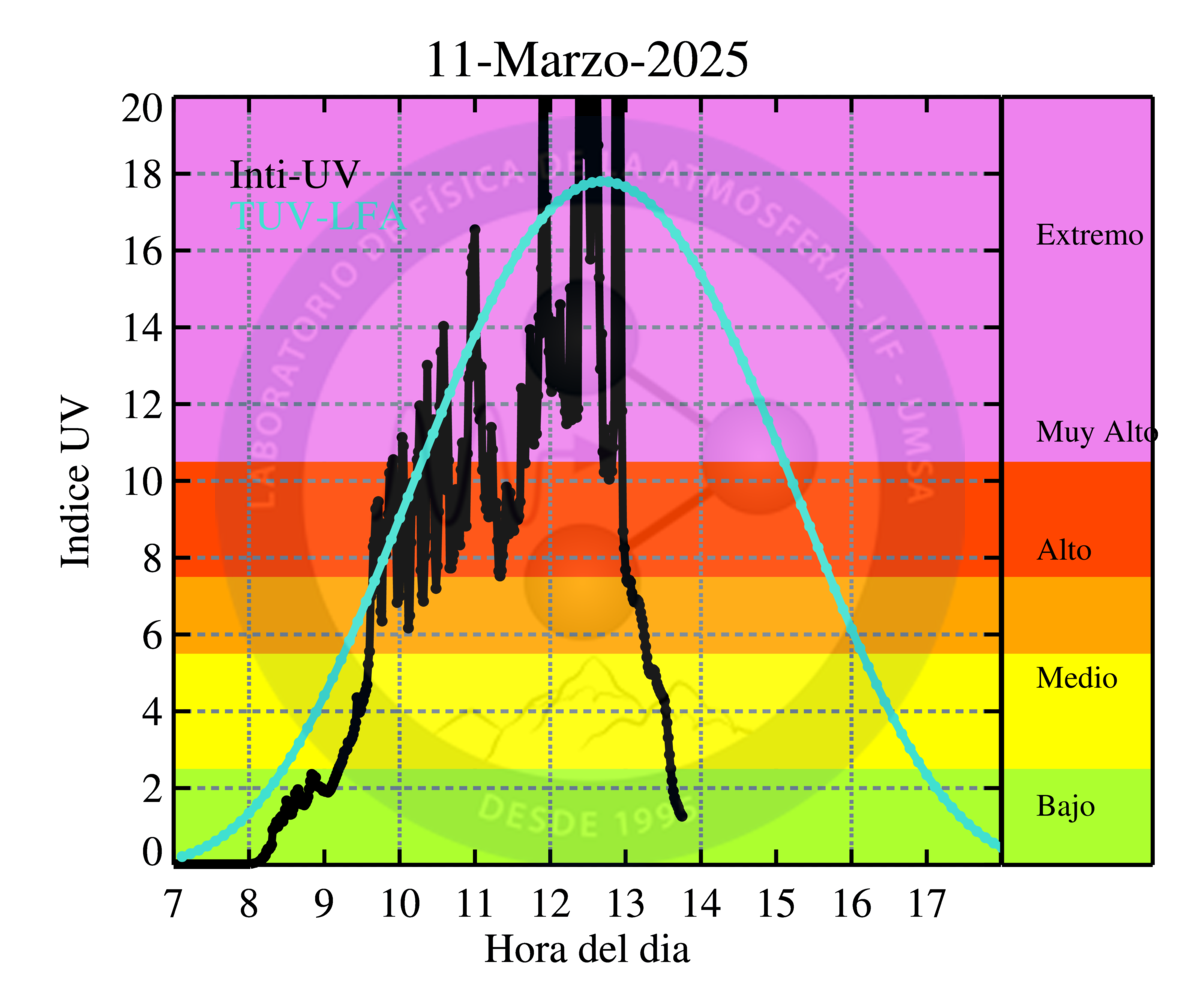 11-Marzo-2025
Inti-UV
TUV-LFA
Indice UV
20
18
16
14
12
10
8
6
4
2
0
7 8 9 10 11 12 13 14 15 16 17
Hora del dia
Extremo
Muy Alto
Alto
Medio
Bajo
LABORATORIO DE FÍSICA DE LA ATMÓSFERA - IIF - UMSA
DESDE 1995